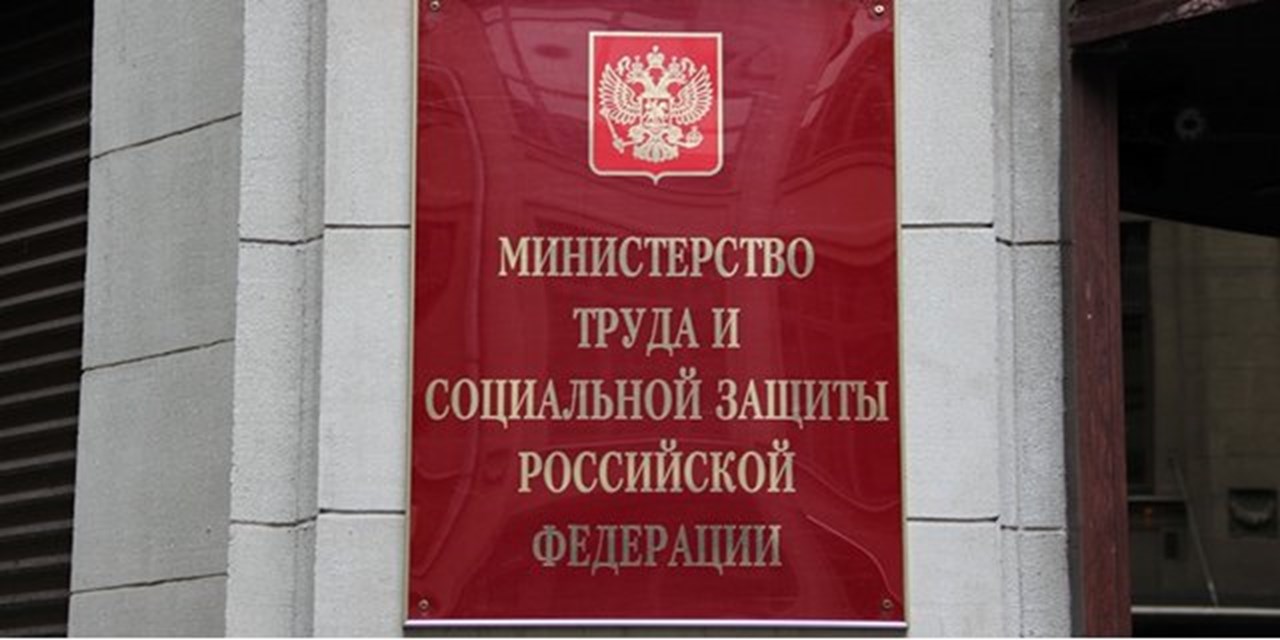 МИНИСТЕРСТВО
ТРУДА И
СОЦИАЛЬНОЙ ЗАЩИТЫ
РОССИЙСКОЙ
ФЕДЕРАЦИИ